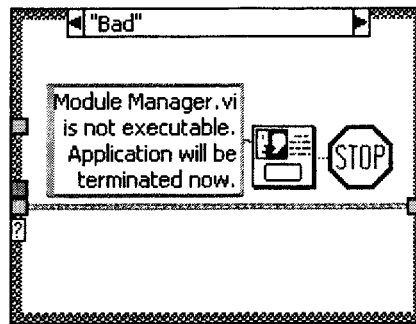 "Bad"
Module Manager.vi
is not executable.
Application will be
terminated now.
STOP
?